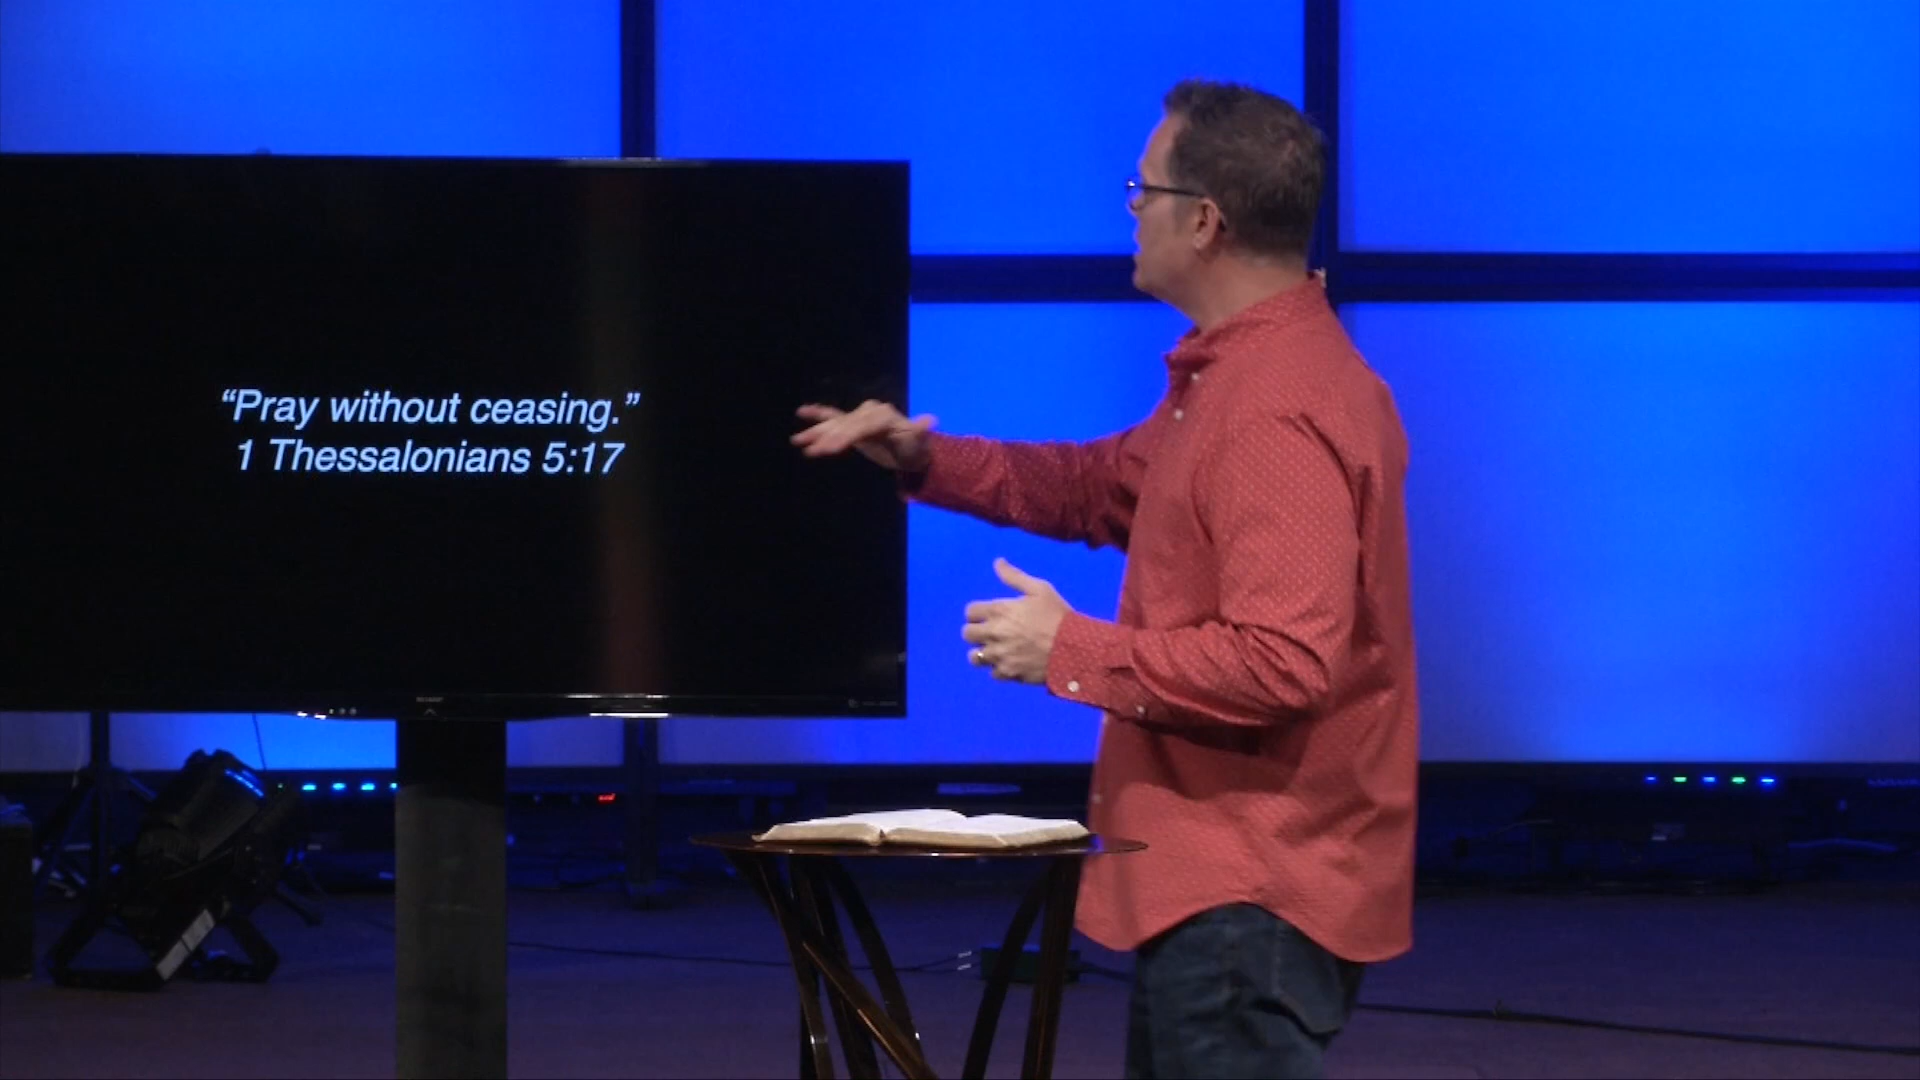 “Pray without ceasing.”
1 Thessalonians 5:17